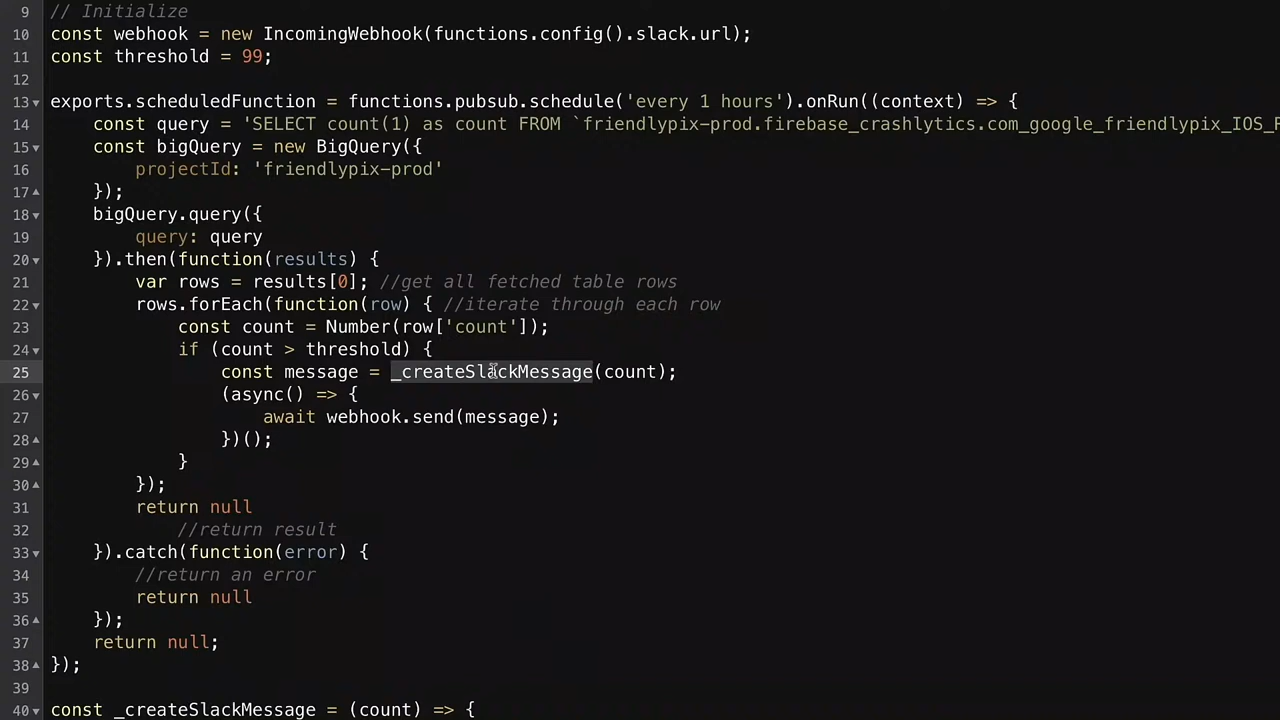 9 // Initialize
10 const webhook = new IncomingWebhook(functions.config().slack.url);
11 const threshold = 99;
12
13 exports.scheduledFunction = functions.pubsub.schedule('every 1 hours').onRun((context) => {
14 const query = 'SELECT count(1) as count FROM `friendlypix-prod.firebase_crashlytics.com_google_friendlypix_IOS_
15 const bigQuery = new BigQuery({
16 projectId: 'friendlypix-prod'
17 });
18 bigQuery.query({
19 query: query
20 }).then(function(results) {
21 var rows = results[0]; //get all fetched table rows
22 rows.forEach(function(row) { //iterate through each row
23 const count = Number(row['count']);
24 if (count > threshold) {
25 const message = _createSlackMessage(count);
26 (async() => {
27 await webhook.send(message);
28 })();
29 }
30 });
31 return null
32 //return result
33 }).catch(function(error) {
34 //return an error
35 return null
36 });
37 return null;
38 });
39
40 const _createSlackMessage = (count) => {